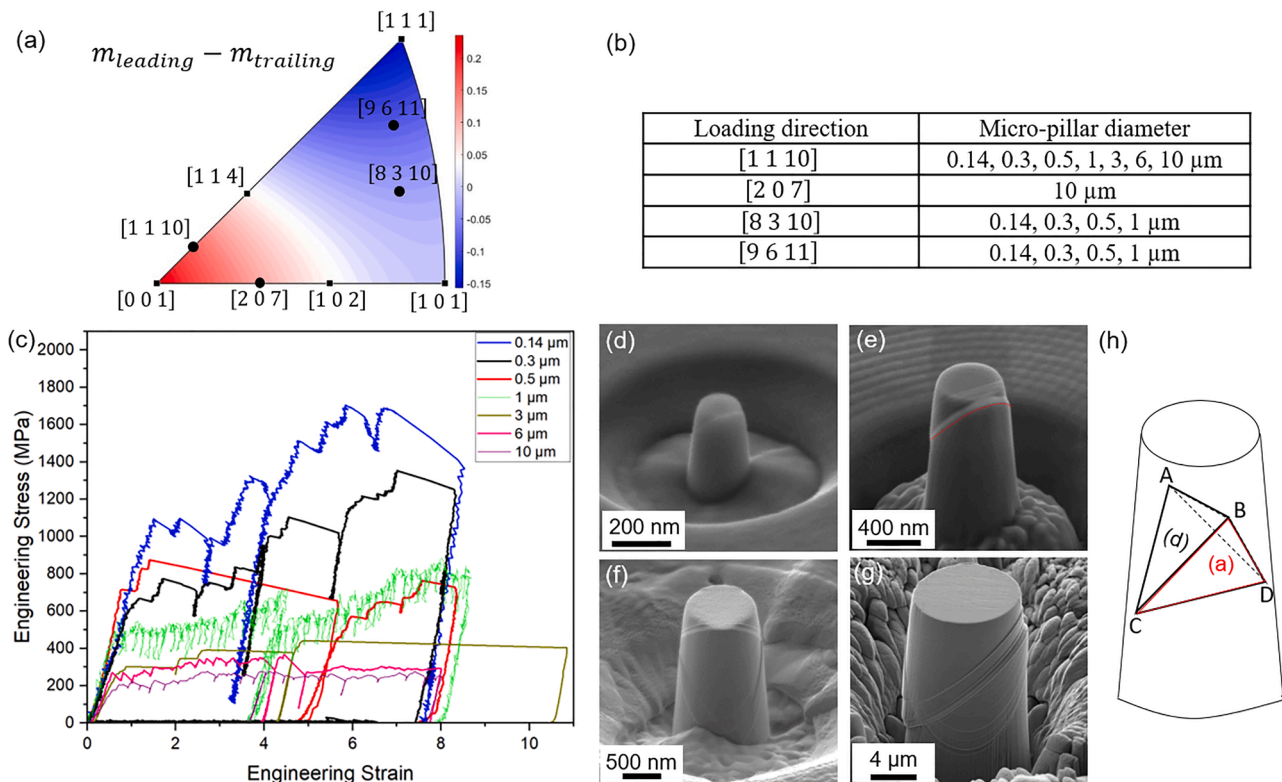 (a)
m_leading − m_trailing
[1 1 1]
[9 6 11]
[8 3 10]
[1 1 4]
[1 1 10]
[0 0 1]
[2 0 7]
[1 0 2]
[1 0 1]
0.2
0.15
0.1
0.05
0
-0.05
-0.1
-0.15
(b)
Loading direction Micro-pillar diameter
[1 1 10] 0.14, 0.3, 0.5, 1, 3, 6, 10 µm
[2 0 7] 10 µm
[8 3 10] 0.14, 0.3, 0.5, 1 µm
[9 6 11] 0.14, 0.3, 0.5, 1 µm
(c)
Engineering Stress (MPa)
2000
1800
1600
1400
1200
1000
800
600
400
200
0
0 2 4 6 8 10
Engineering Strain
0.14 µm
0.3 µm
0.5 µm
1 µm
3 µm
6 µm
10 µm
(d)
200 nm
(e)
400 nm
(f)
500 nm
(g)
4 µm
(h)
A
B
(d)
(a)
D
C